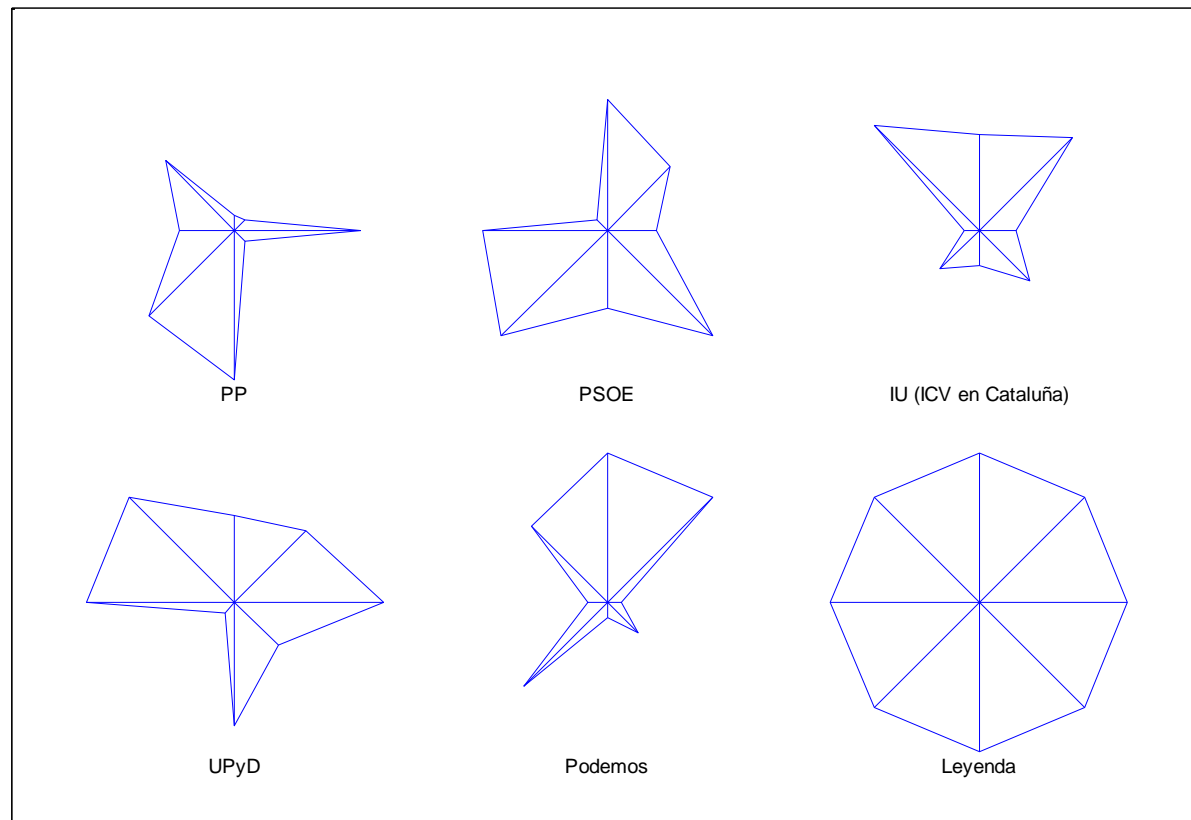 PP
PSOE
IU (ICV en Cataluña)
UPyD
Podemos
Leyenda